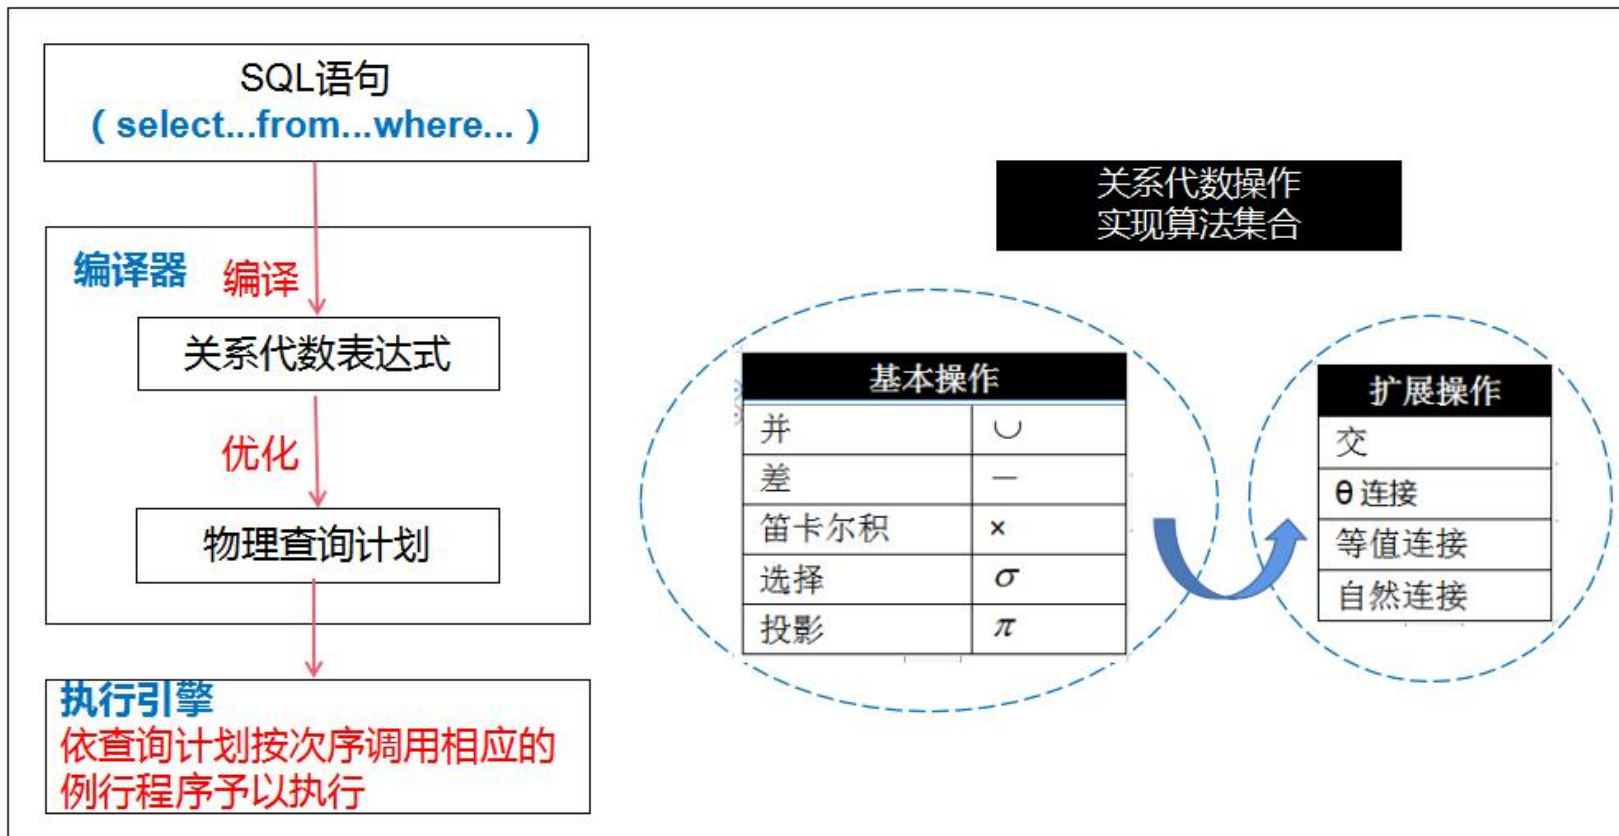 SQL语句
（select...from...where...）
编译器
编译
关系代数表达式
优化
物理查询计划
执行引擎
依查询计划按次序调用相应的
例行程序予以执行
关系代数操作
实现算法集合
基本操作
并 ∪
差 —
笛卡尔积 ×
选择 σ
投影 π
扩展操作
交
θ连接
等值连接
自然连接